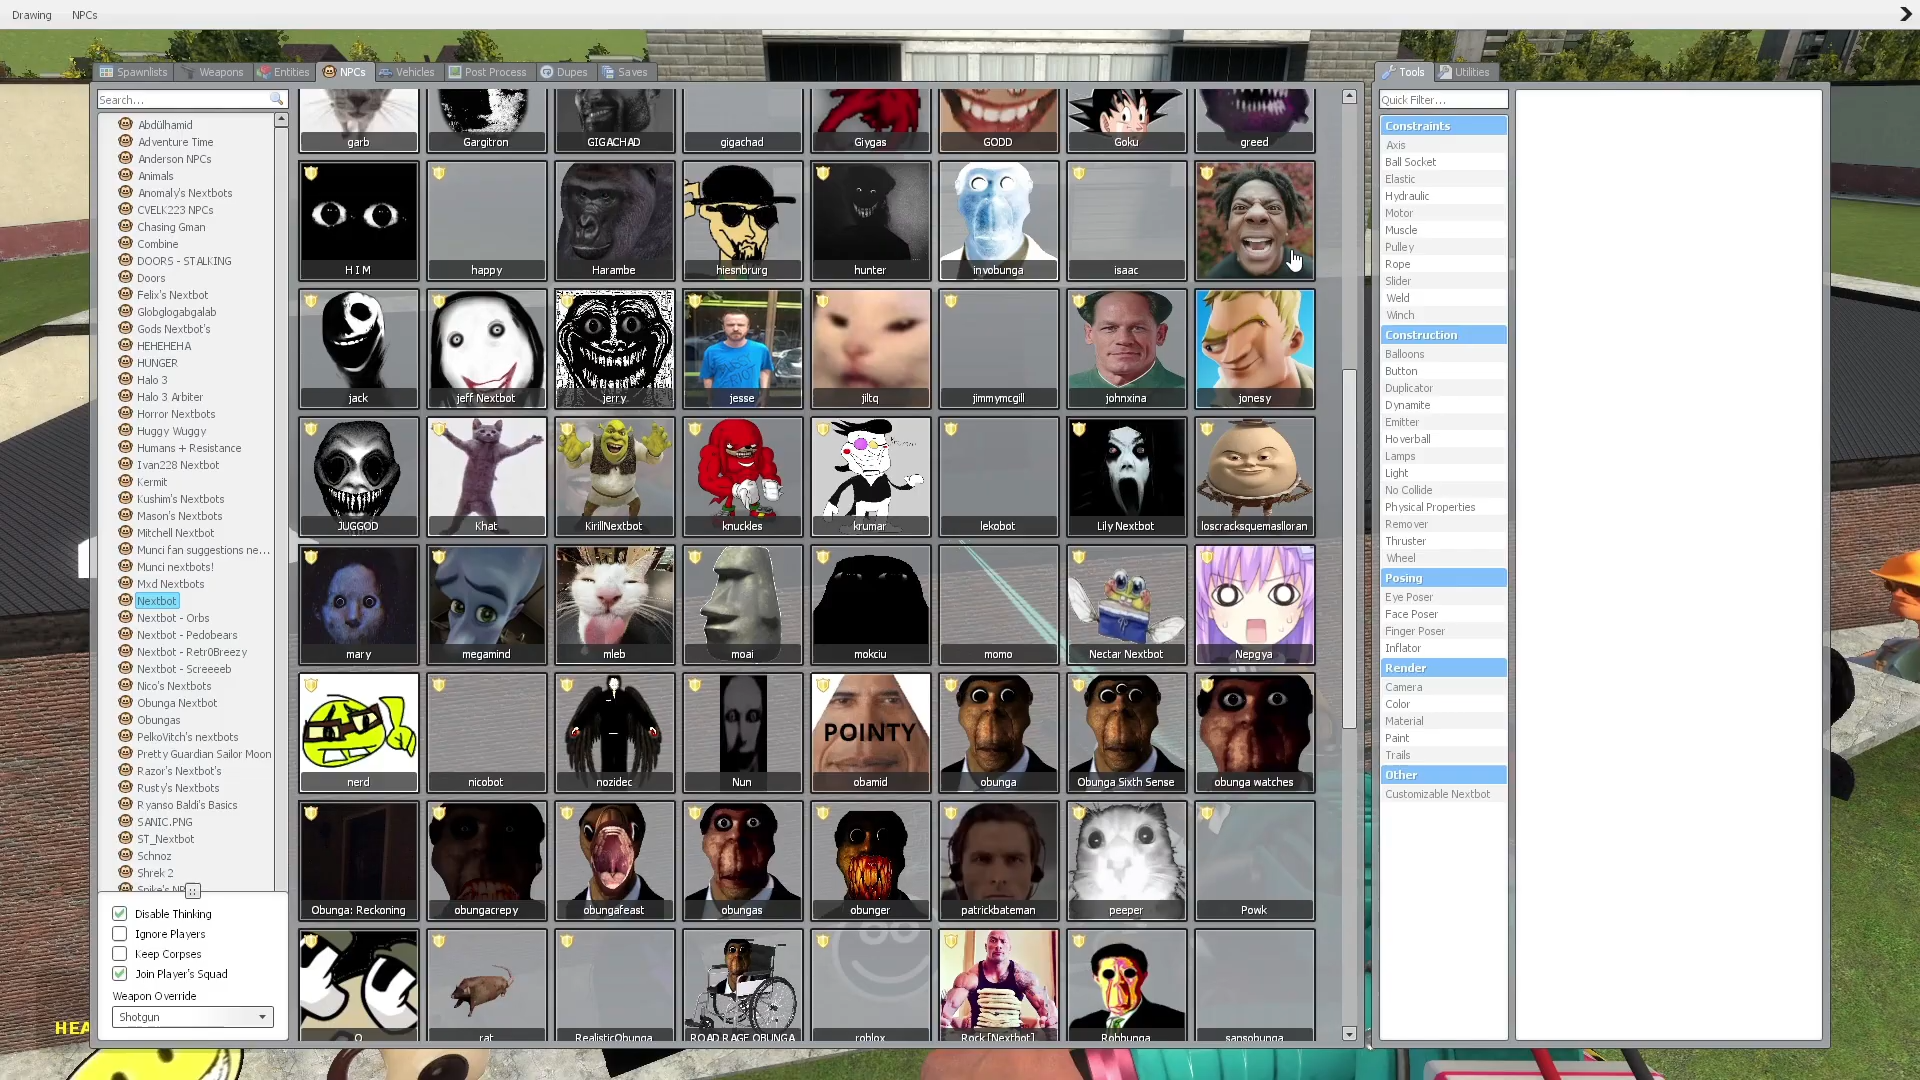 Drawing NPCs
Spawnlists Weapons Entities NPCs Vehicles Post Process Dupes Saves
Tools Utilities
Search...
Abdülhamid
Adventure Time
Anderson NPCs
Animals
Anomaly's Nextbots
CVELK223 NPCs
Chasing Gman
Combine
DOORS - STALKING
Doors
Felix's Nextbot
Globglogabgalab
Gods Nextbot's
HEHEHEHA
HUNGER
Halo 3
Halo 3 Arbiter
Horror Nextbots
Huggy Wuggy
Humans + Resistance
Ivan228 Nextbot
Kermit
Kushim's Nextbots
Mason's Nextbots
Mitchell Nextbot
Munci fan suggestions ne...
Munci nextbots!
Mxd Nextbots
Nextbot
Nextbot - Orbs
Nextbot - Pedobears
Nextbot - Retr0Breezy
Nextbot - Screeeeb
Nico's Nextbots
Obunga Nextbot
Obungas
PelkoVitch's nextbots
Pretty Guardian Sailor Moon
Razor's Nextbot's
Rusty's Nextbots
Ryanso Baldi's Basics
SANIC.PNG
ST_Nextbot
Schnoz
Shrek 2
Disable Thinking
Ignore Players
Keep Corpses
Join Player's Squad
Weapon Override
Shotgun
HEA
garb Gargitron GIGACHAD gigachad Giygas GODD Goku greed
H I M happy Harambe hiesnbrurg hunter invobunga isaac
jack jeff Nextbot jerry jesse jiltq jimmymcgill johnxina jonesy
JUGGOD Khat KirillNextbot knuckles krumar lekobot Lily Nextbot loscracksquemaslloran
mary megamind mleb moai mokciu momo Nectar Nextbot Nepgya
POINTY
nerd nicobot nozidec Nun obamid obunga Obunga Sixth Sense obunga watches
Obunga: Reckoning obungacrepy obungafeast obungas obunger patrickbateman peeper Powk
O rat RealisticObunga ROAD RAGE OBUNGA roblox Rock [Nextbot] Robbunga sansobunga
Quick Filter...
Constraints
Axis
Ball Socket
Elastic
Hydraulic
Motor
Muscle
Pulley
Rope
Slider
Weld
Winch
Construction
Balloons
Button
Duplicator
Dynamite
Emitter
Hoverball
Lamps
Light
No Collide
Physical Properties
Remover
Thruster
Wheel
Posing
Eye Poser
Face Poser
Finger Poser
Inflator
Render
Camera
Color
Material
Paint
Trails
Other
Customizable Nextbot